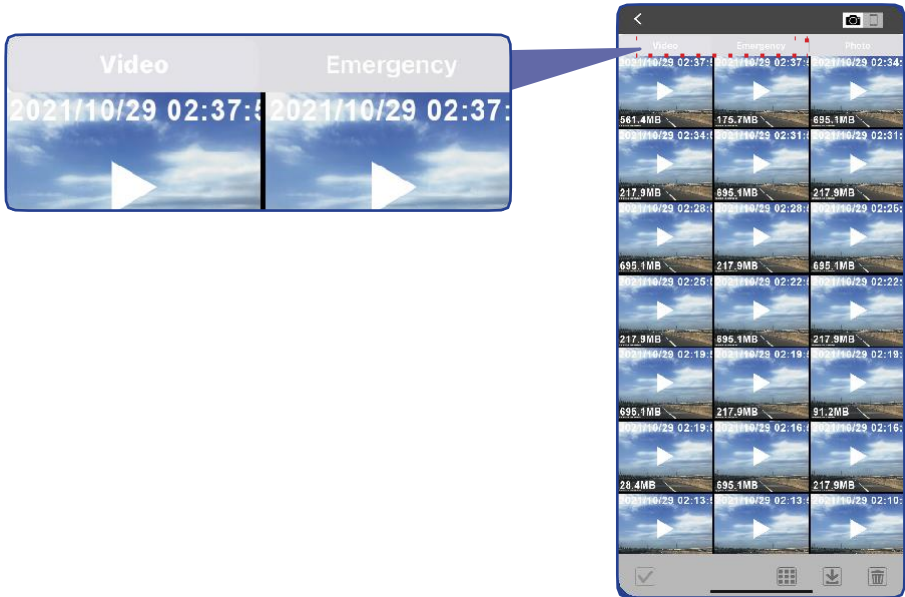 Video Emergency
2021/10/29 02:37:5 2021/10/29 02:37:
Video Emergency Photo
2021/10/29 02:37: 2021/10/29 02:37: 2021/10/29 02:34:
561.4MB 175.7MB 695.1MB
2021/10/29 02:34: 2021/10/29 02:31: 2021/10/29 02:31:
217.9MB 695.1MB 217.9MB
2021/10/29 02:28: 2021/10/29 02:28: 2021/10/29 02:25:
695.1MB 217.9MB 695.1MB
2021/10/29 02:25: 2021/10/29 02:22: 2021/10/29 02:22:
217.9MB 695.1MB 217.9MB
2021/10/29 02:19: 2021/10/29 02:19: 2021/10/29 02:19:
695.1MB 217.9MB 91.2MB
2021/10/29 02:19: 2021/10/29 02:16: 2021/10/29 02:16:
28.4MB 695.1MB 217.9MB
2021/10/29 02:13: 2021/10/29 02:13: 2021/10/29 02:10: